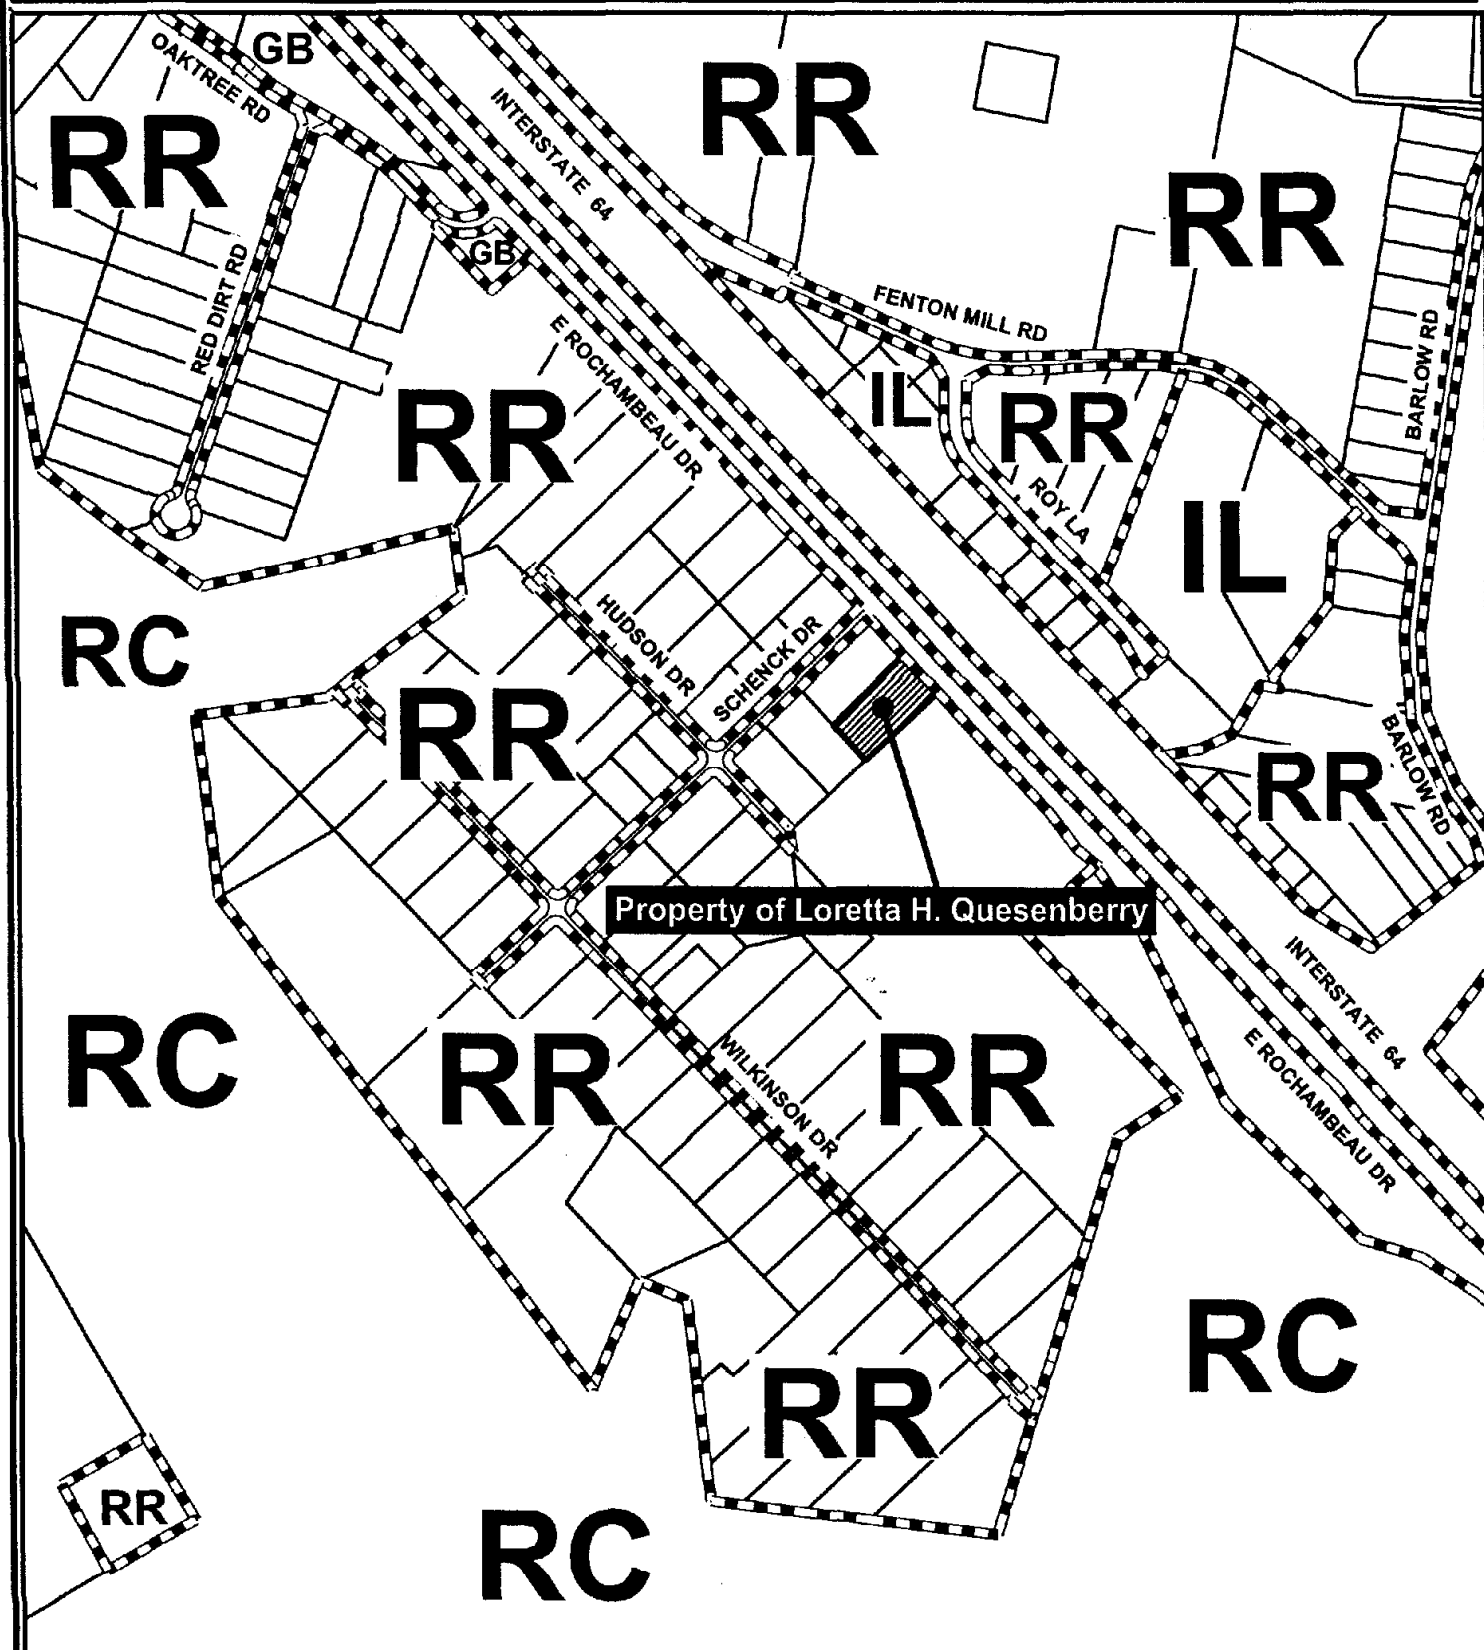 GB
OAKTREE RD
RR
RR
INTERSTATE 64
RR
GB
RED DIRT RD
FENTON MILL RD
BARLOW RD
E ROCHAMBEAU DR
IL
RR
RR
ROY LA
IL
RC
HUDSON DR
SCHENCK DR
RR
BARLOW RD
RR
Property of Loretta H. Quesenberry
INTERSTATE 64
RC
RR
WILKINSON DR
RR
E ROCHAMBEAU DR
RC
RR
RR
RC